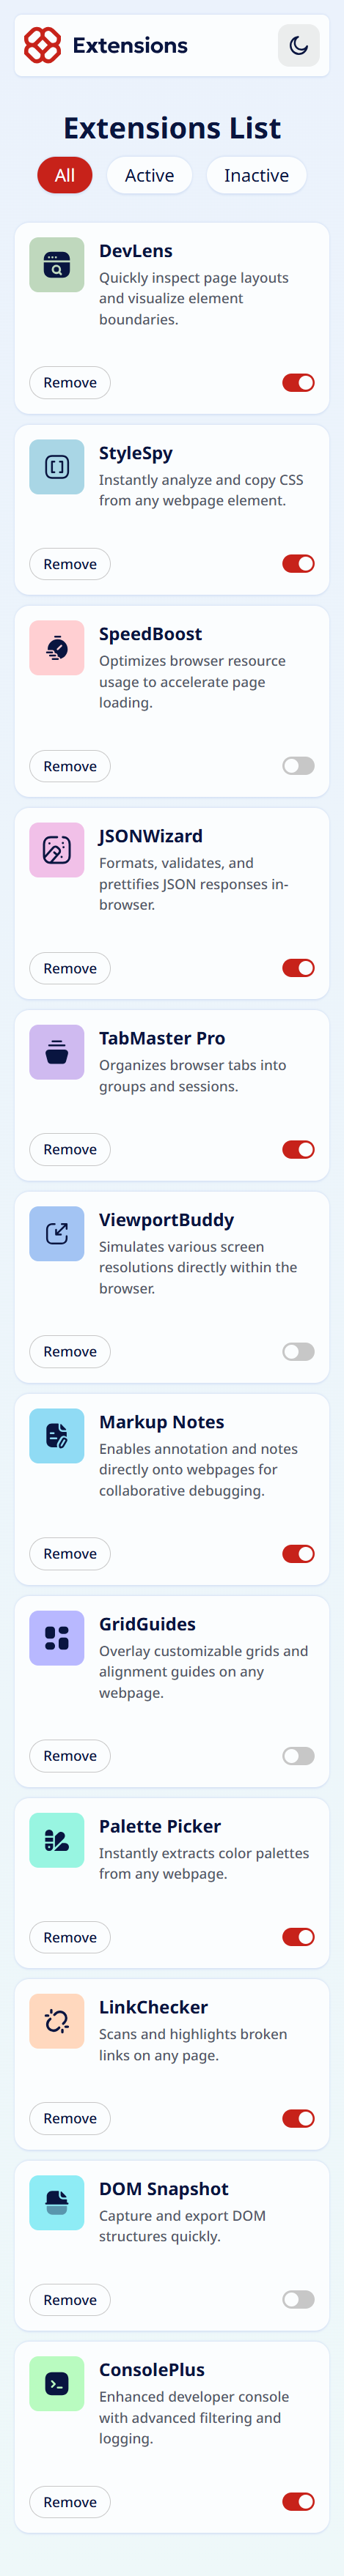 Extensions
Extensions List
All
Active
Inactive
DevLens
Quickly inspect page layouts
and visualize element
boundaries.
Remove
StyleSpy
Instantly analyze and copy CSS
from any webpage element.
Remove
SpeedBoost
Optimizes browser resource
usage to accelerate page
loading.
Remove
JSONWizard
Formats, validates, and
prettifies JSON responses in-
browser.
Remove
TabMaster Pro
Organizes browser tabs into
groups and sessions.
Remove
ViewportBuddy
Simulates various screen
resolutions directly within the
browser.
Remove
Markup Notes
Enables annotation and notes
directly onto webpages for
collaborative debugging.
Remove
GridGuides
Overlay customizable grids and
alignment guides on any
webpage.
Remove
Palette Picker
Instantly extracts color palettes
from any webpage.
Remove
LinkChecker
Scans and highlights broken
links on any page.
Remove
DOM Snapshot
Capture and export DOM
structures quickly.
Remove
ConsolePlus
Enhanced developer console
with advanced filtering and
logging.
Remove